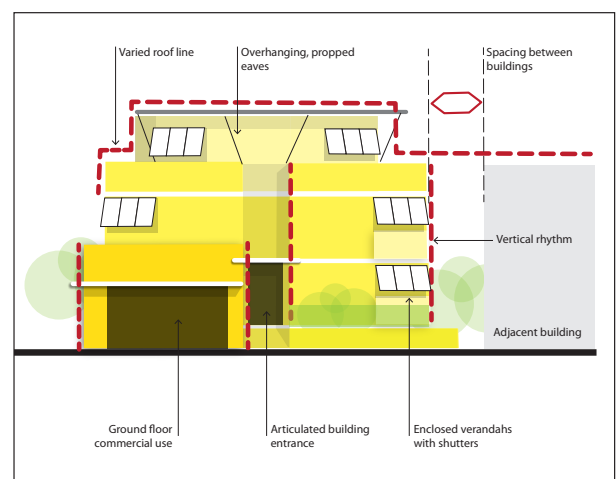 Varied roof line
Overhanging, propped
eaves
Spacing between
buildings
Vertical rhythm
Adjacent building
Ground floor
commercial use
Articulated building
entrance
Enclosed verandahs
with shutters